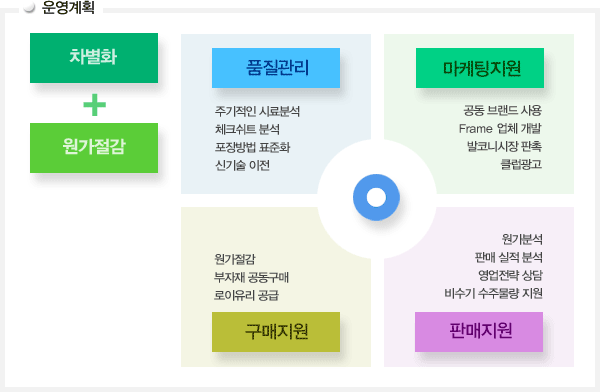 운영계획
차별화
+
원가절감
품질관리
주기적인 시료분석
체크쉬트 분석
포장방법 표준화
신기술 이전
마케팅지원
공동 브랜드 사용
Frame 업체 개발
발코니시장 판촉
클럽광고
원가절감
부자재 공동구매
로이유리 공급
구매지원
원가분석
판매 실적 분석
영업전략 상담
비수기 수주물량 지원
판매지원